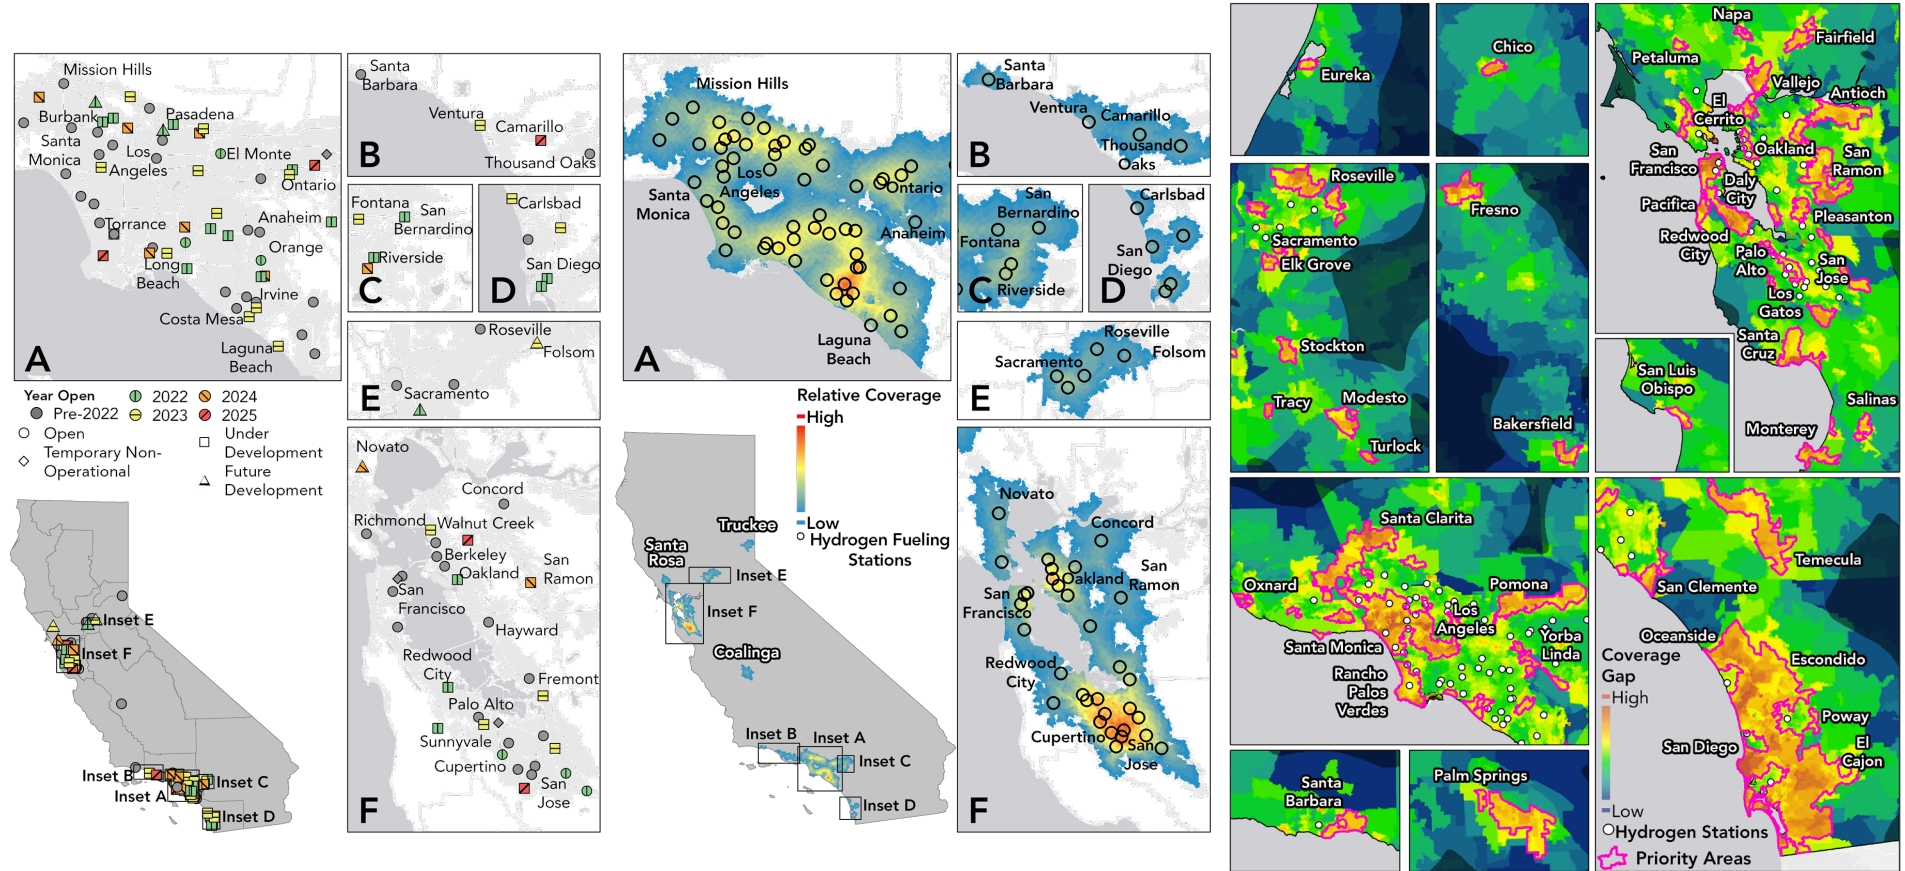 Mission Hills
Burbank
Pasadena
Santa
Monica
Los
Angeles
El Monte
Ontario
Torrance
Anaheim
Orange
Long
Beach
Irvine
Costa Mesa
Laguna
Beach
A
Santa
Barbara
Ventura
Camarillo
Thousand Oaks
B
Fontana
San
Bernardino
Riverside
C
Carlsbad
San Diego
D
Roseville
Folsom
Sacramento
E
Year Open
Pre-2022
2022
2023
2024
2025
Open
Temporary Non-
Operational
Under
Development
Future
Development
Inset E
Inset F
Inset B
Inset A
Inset C
Inset D
Novato
Concord
Richmond
Walnut Creek
Berkeley
Oakland
San
Ramon
San
Francisco
Hayward
Redwood
City
Fremont
Palo Alto
Sunnyvale
Cupertino
San
Jose
F
Mission Hills
Los
Angeles
Santa
Monica
Ontario
Anaheim
Laguna
Beach
A
Santa
Barbara
Ventura
Camarillo
Thousand
Oaks
B
San
Bernardino
Fontana
Riverside
C
Carlsbad
San
Diego
D
Roseville
Folsom
Sacramento
E
Relative Coverage
High
Low
Hydrogen Fueling
Stations
Truckee
Santa
Rosa
Inset E
Inset F
Coalinga
Inset B
Inset A
Inset C
Inset D
Novato
Concord
Oakland
San
Ramon
San
Francisco
Redwood
City
Cupertino
San
Jose
F
Eureka
Chico
Napa
Fairfield
Petaluma
Vallejo
Antioch
El
Cerrito
Oakland
San
Francisco
San
Ramon
Daly
City
Pacifica
Pleasanton
Redwood
City
Palo
Alto
San
Jose
Los
Gatos
Santa
Cruz
Salinas
Monterey
Roseville
Sacramento
Elk Grove
Stockton
Tracy
Modesto
Turlock
Fresno
Bakersfield
San Luis
Obispo
Santa Clarita
Oxnard
Pomona
Los
Angeles
Santa Monica
Yorba
Linda
Rancho
Palos
Verdes
Santa
Barbara
Palm Springs
Temecula
San Clemente
Oceanside
Escondido
Poway
San Diego
El
Cajon
Coverage
Gap
High
Low
Hydrogen Stations
Priority Areas